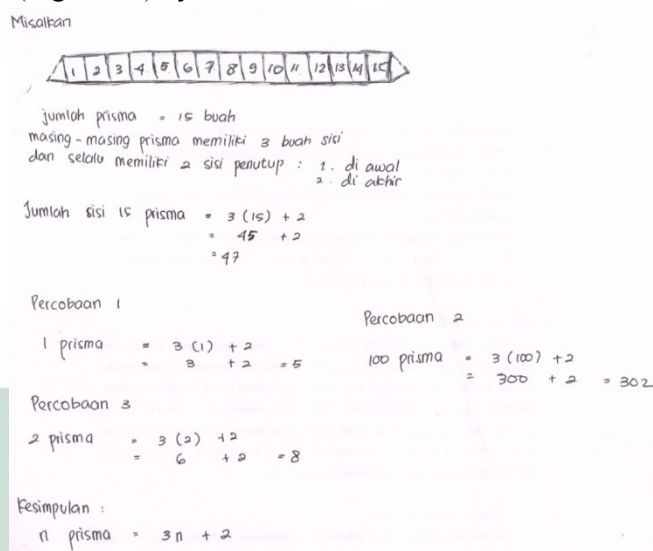 Misalkan
1 2 3 4 5 6 7 8 9 10 11 12 13 14 15
jumlah prisma = 15 buah
masing-masing prisma memiliki 3 buah sisi
dan selalu memiliki 2 sisi penutup : 1. di awal
2. di akhir
Jumlah sisi 15 prisma = 3 (15) + 2
= 45 + 2
= 47
Percobaan 1
1 prisma = 3 (1) + 2
= 3 + 2 = 5
Percobaan 2
100 prisma = 3 (100) + 2
= 300 + 2 = 302
Percobaan 3
2 prisma = 3 (2) + 2
= 6 + 2 = 8
Kesimpulan :
n prisma = 3n + 2